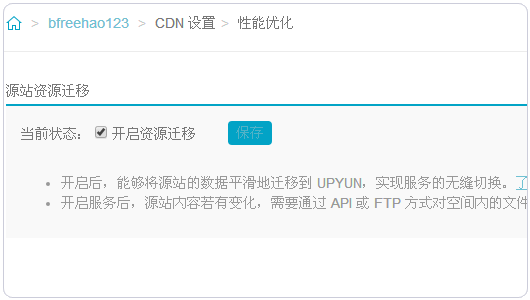 > bfreehao123 > CDN 设置 > 性能优化
源站资源迁移
当前状态： 开启资源迁移 保存
• 开启后，能够将源站的数据平滑地迁移到 UPYUN，实现服务的无缝切换。了
• 开启服务后，源站内容若有变化，需要通过 API 或 FTP 方式对空间内的文件